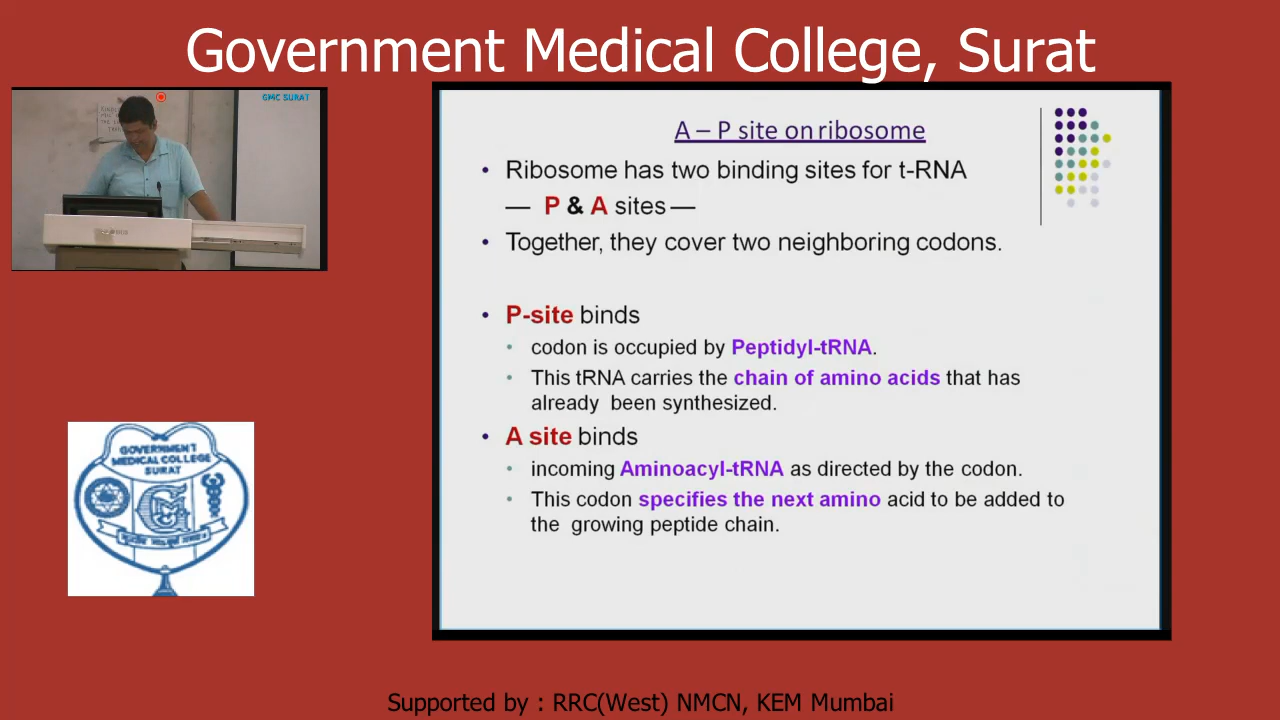 Government Medical College, Surat
GMC SURAT
A – P site on ribosome
• Ribosome has two binding sites for t-RNA
— P & A sites —
• Together, they cover two neighboring codons.
• P-site binds
• codon is occupied by Peptidyl-tRNA.
• This tRNA carries the chain of amino acids that has
already been synthesized.
• A site binds
• incoming Aminoacyl-tRNA as directed by the codon.
• This codon specifies the next amino acid to be added to
the growing peptide chain.
GOVERNMENT
MEDICAL COLLEGE
SURAT
Supported by : RRC(West) NMCN, KEM Mumbai